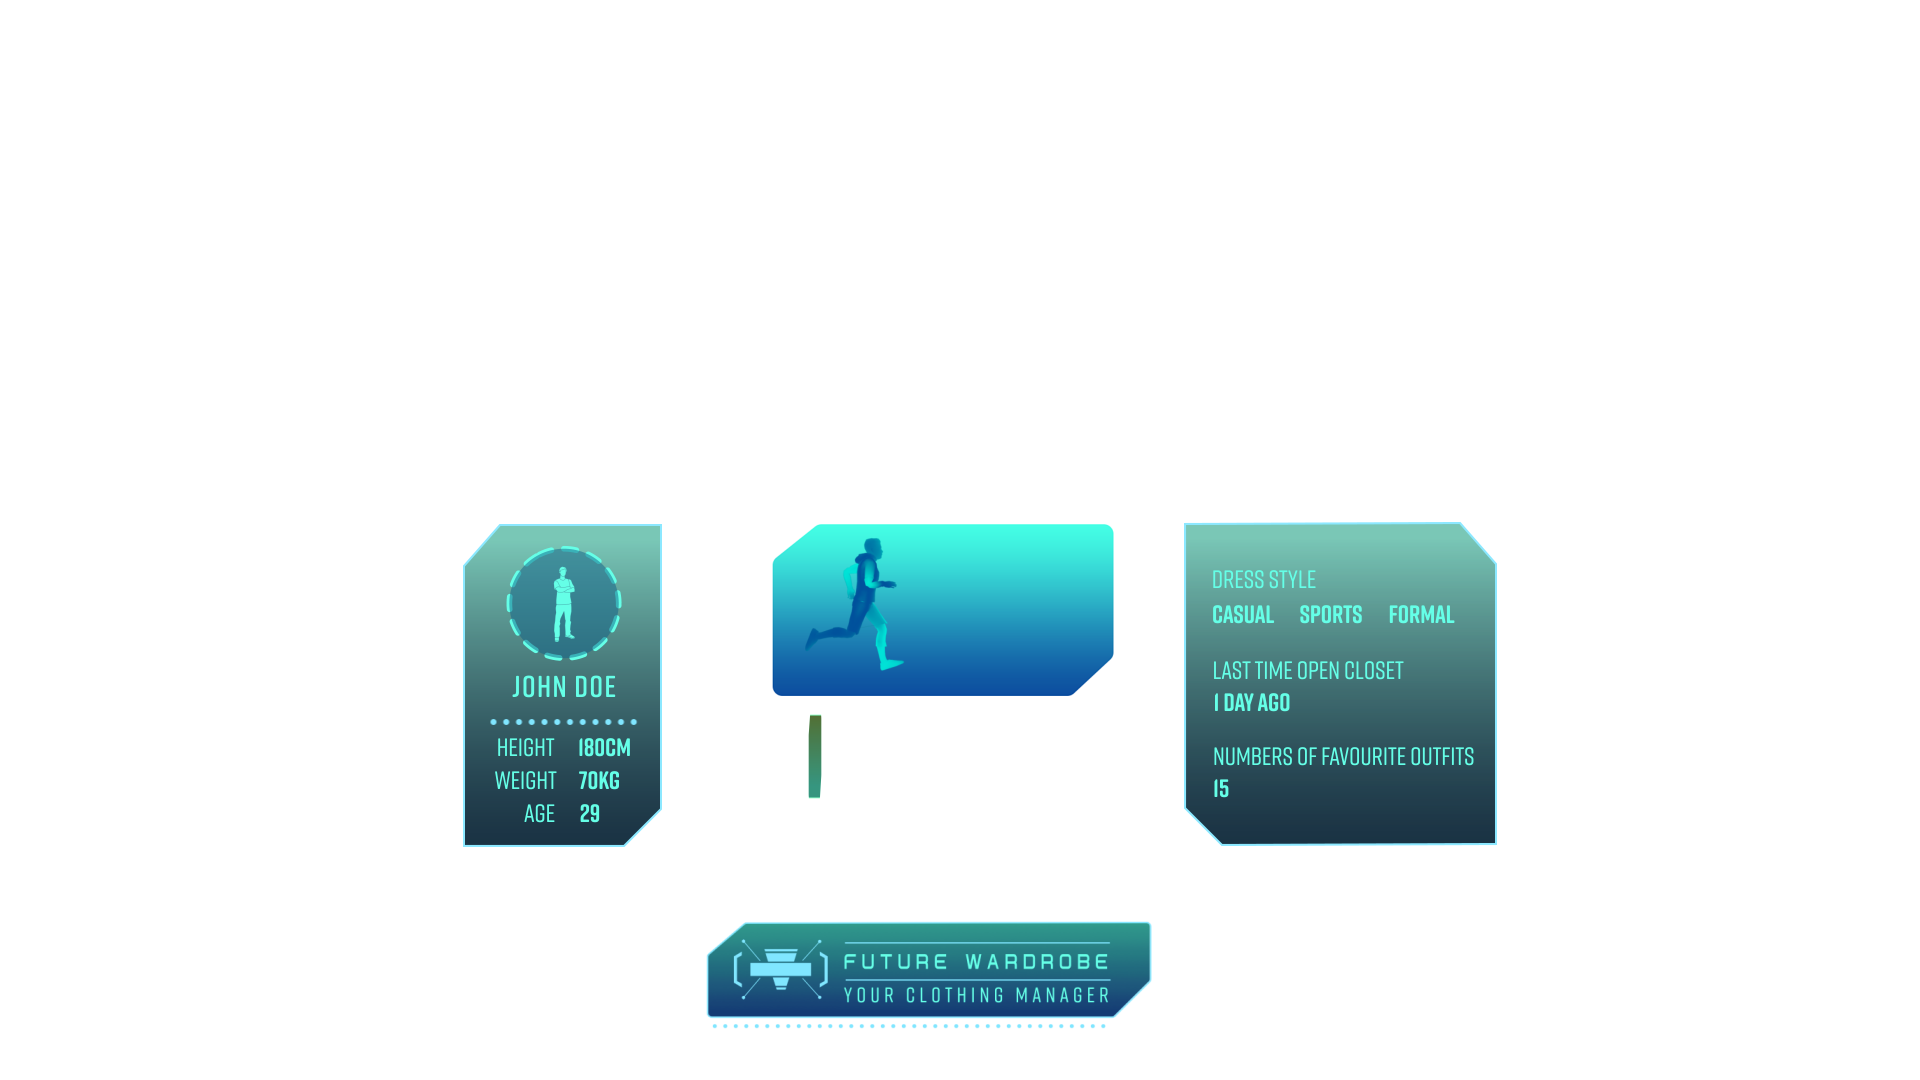 JOHN DOE
HEIGHT 180CM
WEIGHT 70KG
AGE 29
DRESS STYLE
CASUAL SPORTS FORMAL
LAST TIME OPEN CLOSET
1 DAY AGO
NUMBERS OF FAVOURITE OUTFITS
15
FUTURE WARDROBE
YOUR CLOTHING MANAGER